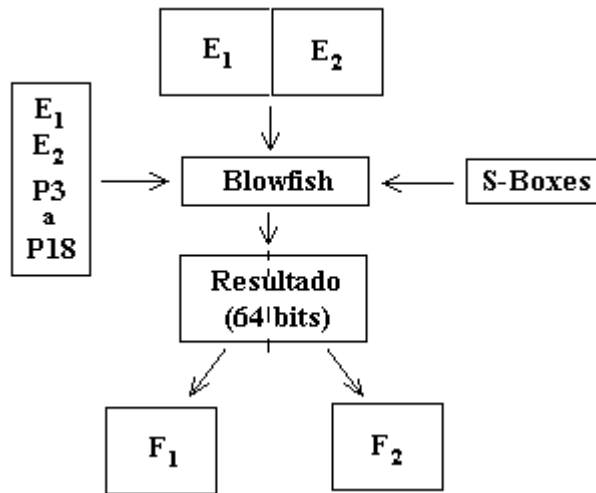 E₁ E₂
E₁
E₂
P3
a
P18
Blowfish
S-Boxes
Resultado
(64 bits)
F₁ F₂